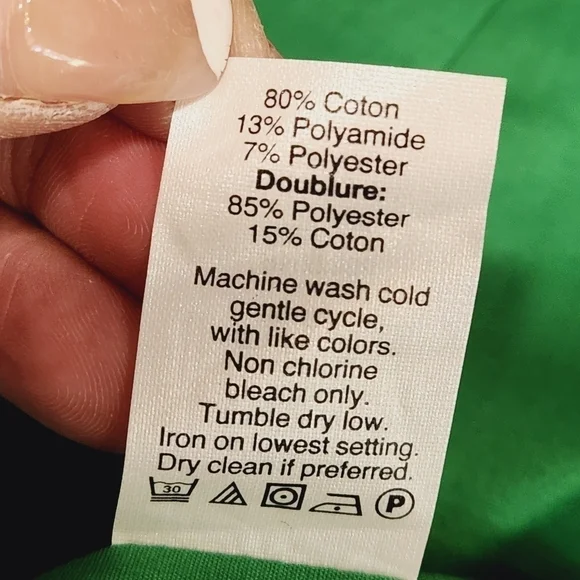 80% Coton
13% Polyamide
7% Polyester
Doublure:
85% Polyester
15% Coton
Machine wash cold
gentle cycle,
with like colors.
Non chlorine
bleach only.
Tumble dry low.
Iron on lowest setting.
Dry clean if preferred.
30 P